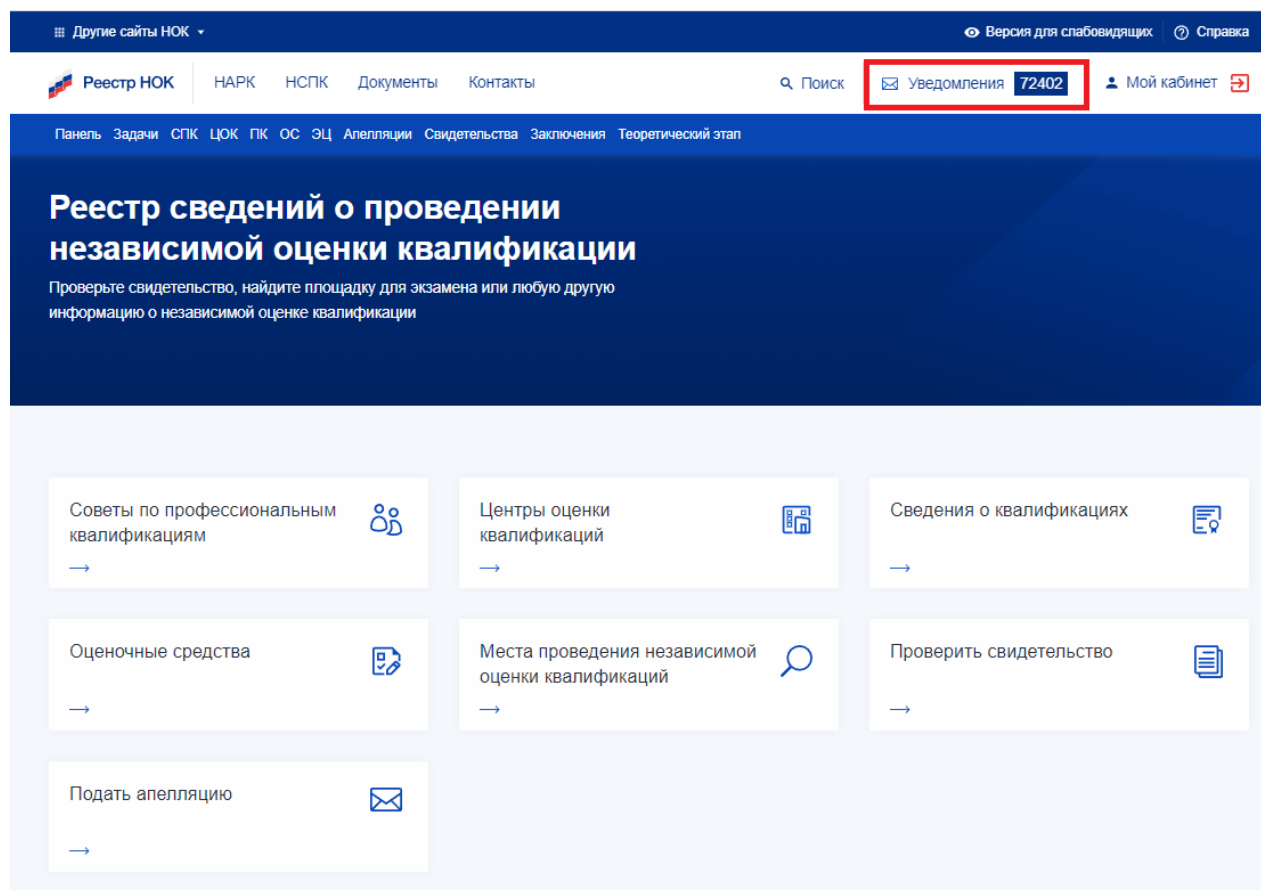 Другие сайты НОК
Версия для слабовидящих
Справка
Реестр НОК
НАРК
НСПК
Документы
Контакты
Поиск
Уведомления 72402
Мой кабинет
Панель Задачи СПК ЦОК ПК ОС ЭЦ Апелляции Свидетельства Заключения Теоретический этап
Реестр сведений о проведении
независимой оценки квалификации
Проверьте свидетельство, найдите площадку для экзамена или любую другую
информацию о независимой оценке квалификации
Советы по профессиональным
квалификациям
Центры оценки
квалификаций
Сведения о квалификациях
Оценочные средства
Места проведения независимой
оценки квалификаций
Проверить свидетельство
Подать апелляцию